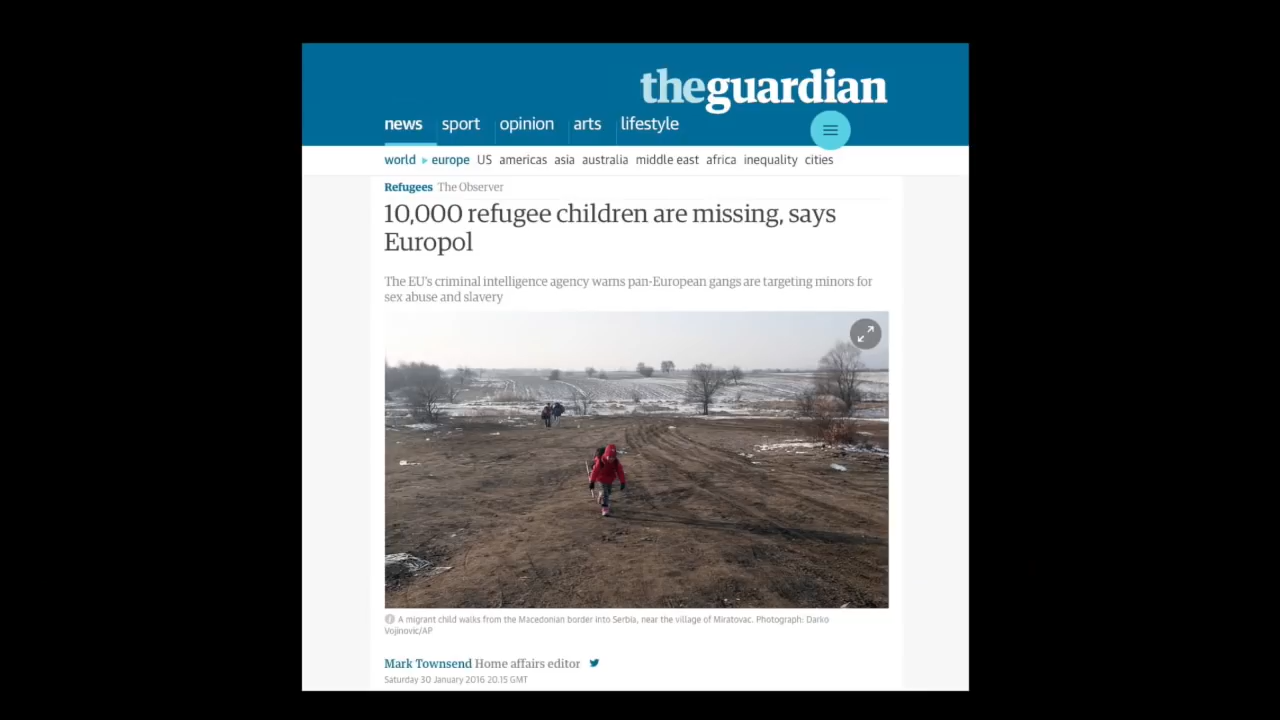 theguardian
news sport opinion arts lifestyle
world europe US americas asia australia middle east africa inequality cities
Refugees The Observer
10,000 refugee children are missing, says
Europol
The EU's criminal intelligence agency warns pan-European gangs are targeting minors for
sex abuse and slavery
A migrant child walks from the Macedonian border into Serbia, near the village of Miratovac. Photograph: Darko
Vojinovic/AP
Mark Townsend Home affairs editor
Saturday 30 January 2016 20.15 GMT